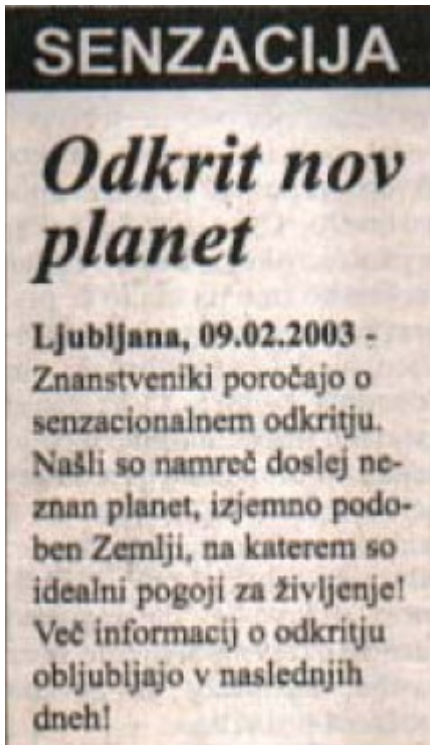 SENZACIJA
Odkrit nov
planet
Ljubljana, 09.02.2003 -
Znanstveniki poročajo o
senzacionalnem odkritju.
Našli so namreč doslej ne-
znan planet, izjemno podo-
ben Zemlji, na katerem so
idealni pogoji za življenje!
Več informacij o odkritju
obljubljajo v naslednjih
dneh!